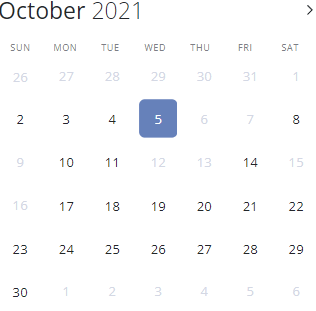 October 2021
SUN MON TUE WED THU FRI SAT
26 27 28 29 30 31 1
2 3 4 5 6 7 8
9 10 11 12 13 14 15
16 17 18 19 20 21 22
23 24 25 26 27 28 29
30 1 2 3 4 5 6